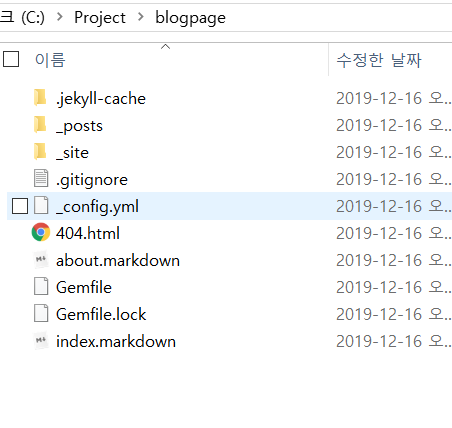 크 (C:) > Project > blogpage
이름 수정한 날짜
.jekyll-cache 2019-12-16 오...
_posts 2019-12-16 오...
_site 2019-12-16 오...
.gitignore 2019-12-16 오...
_config.yml 2019-12-16 오...
404.html 2019-12-16 오...
about.markdown 2019-12-16 오...
Gemfile 2019-12-16 오...
Gemfile.lock 2019-12-16 오...
index.markdown 2019-12-16 오...